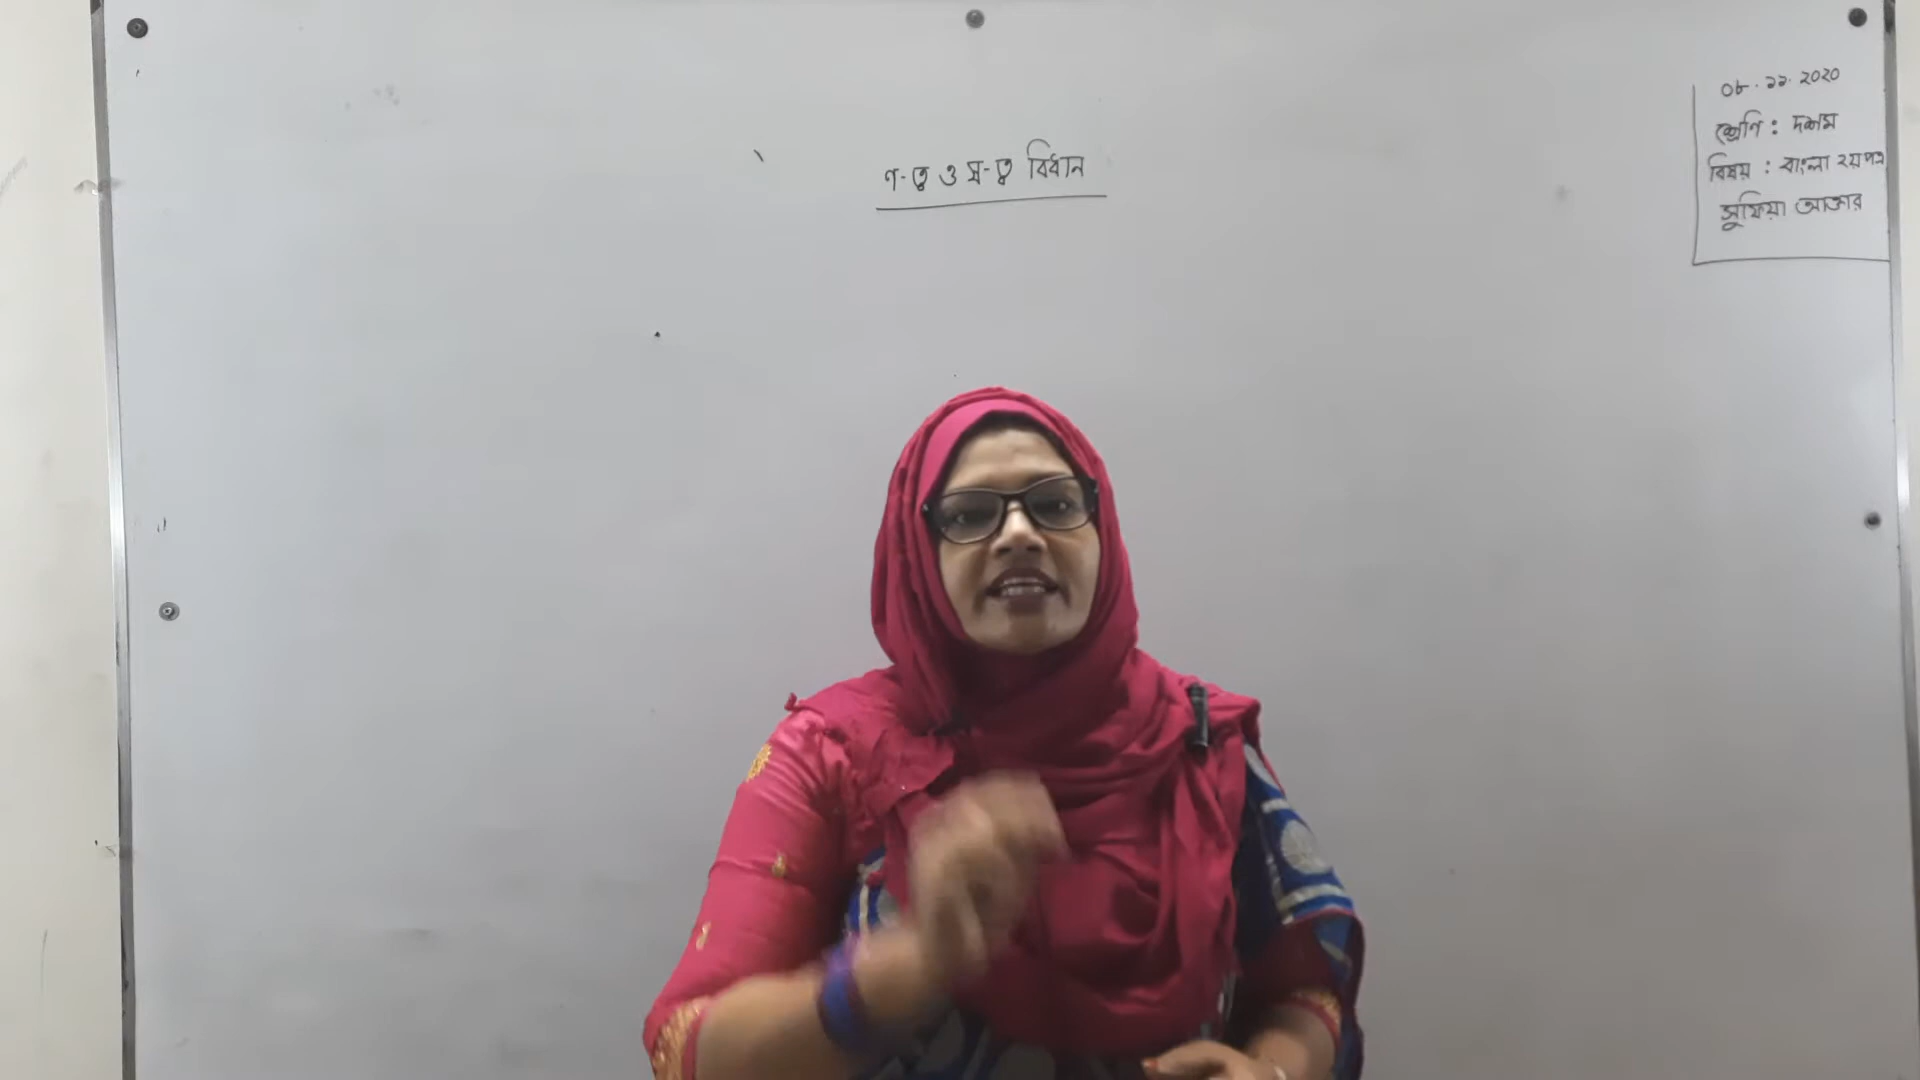 ণ-ত্ব ও ষ-ত্ব বিধান
০৮.১১.২০২০
শ্রেণি : দশম
বিষয় : বাংলা ২য় পত্র
সুফিয়া আক্তার